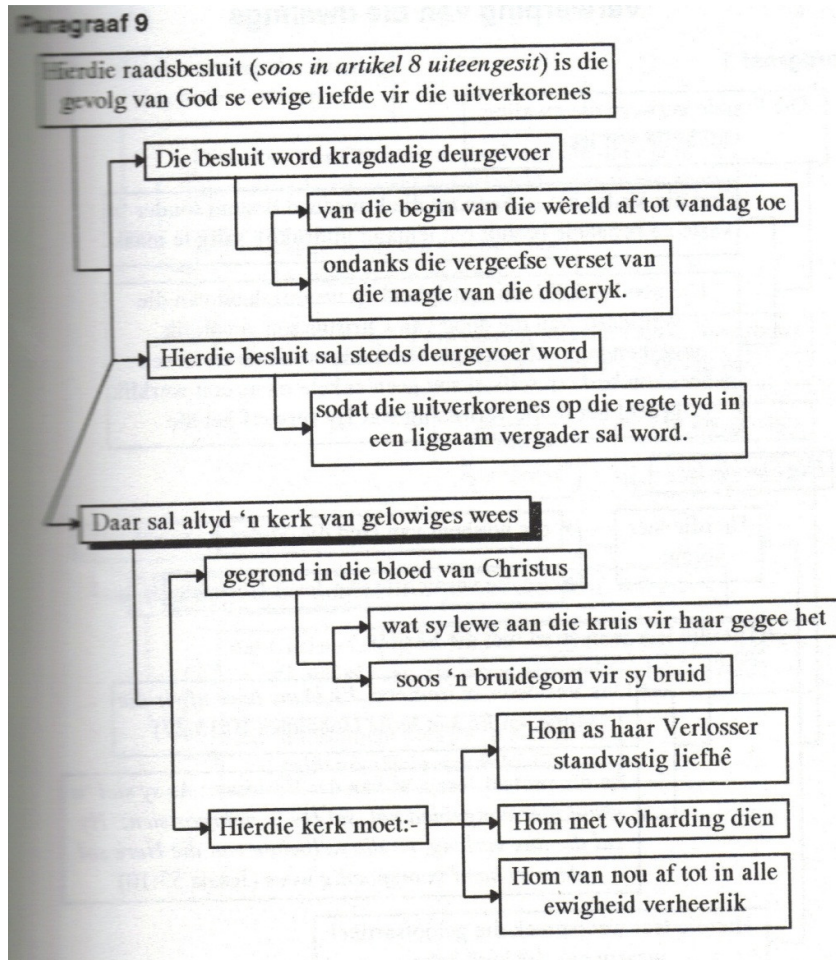 Paragraaf 9
Hierdie raadsbesluit (soos in artikel 8 uiteengesit) is die
gevolg van God se ewige liefde vir die uitverkorenes
Die besluit word kragdadig deurgevoer
van die begin van die wêreld af tot vandag toe
ondanks die vergeefse verset van
die magte van die doderyk.
Hierdie besluit sal steeds deurgevoer word
sodat die uitverkorenes op die regte tyd in
een liggaam vergader sal word.
Daar sal altyd ‘n kerk van gelowiges wees
gegrond in die bloed van Christus
wat sy lewe aan die kruis vir haar gegee het
soos ‘n bruidegom vir sy bruid
Hom as haar Verlosser
standvastig liefhê
Hierdie kerk moet:-
Hom met volharding dien
Hom van nou af tot in alle
ewigheid verheerlik